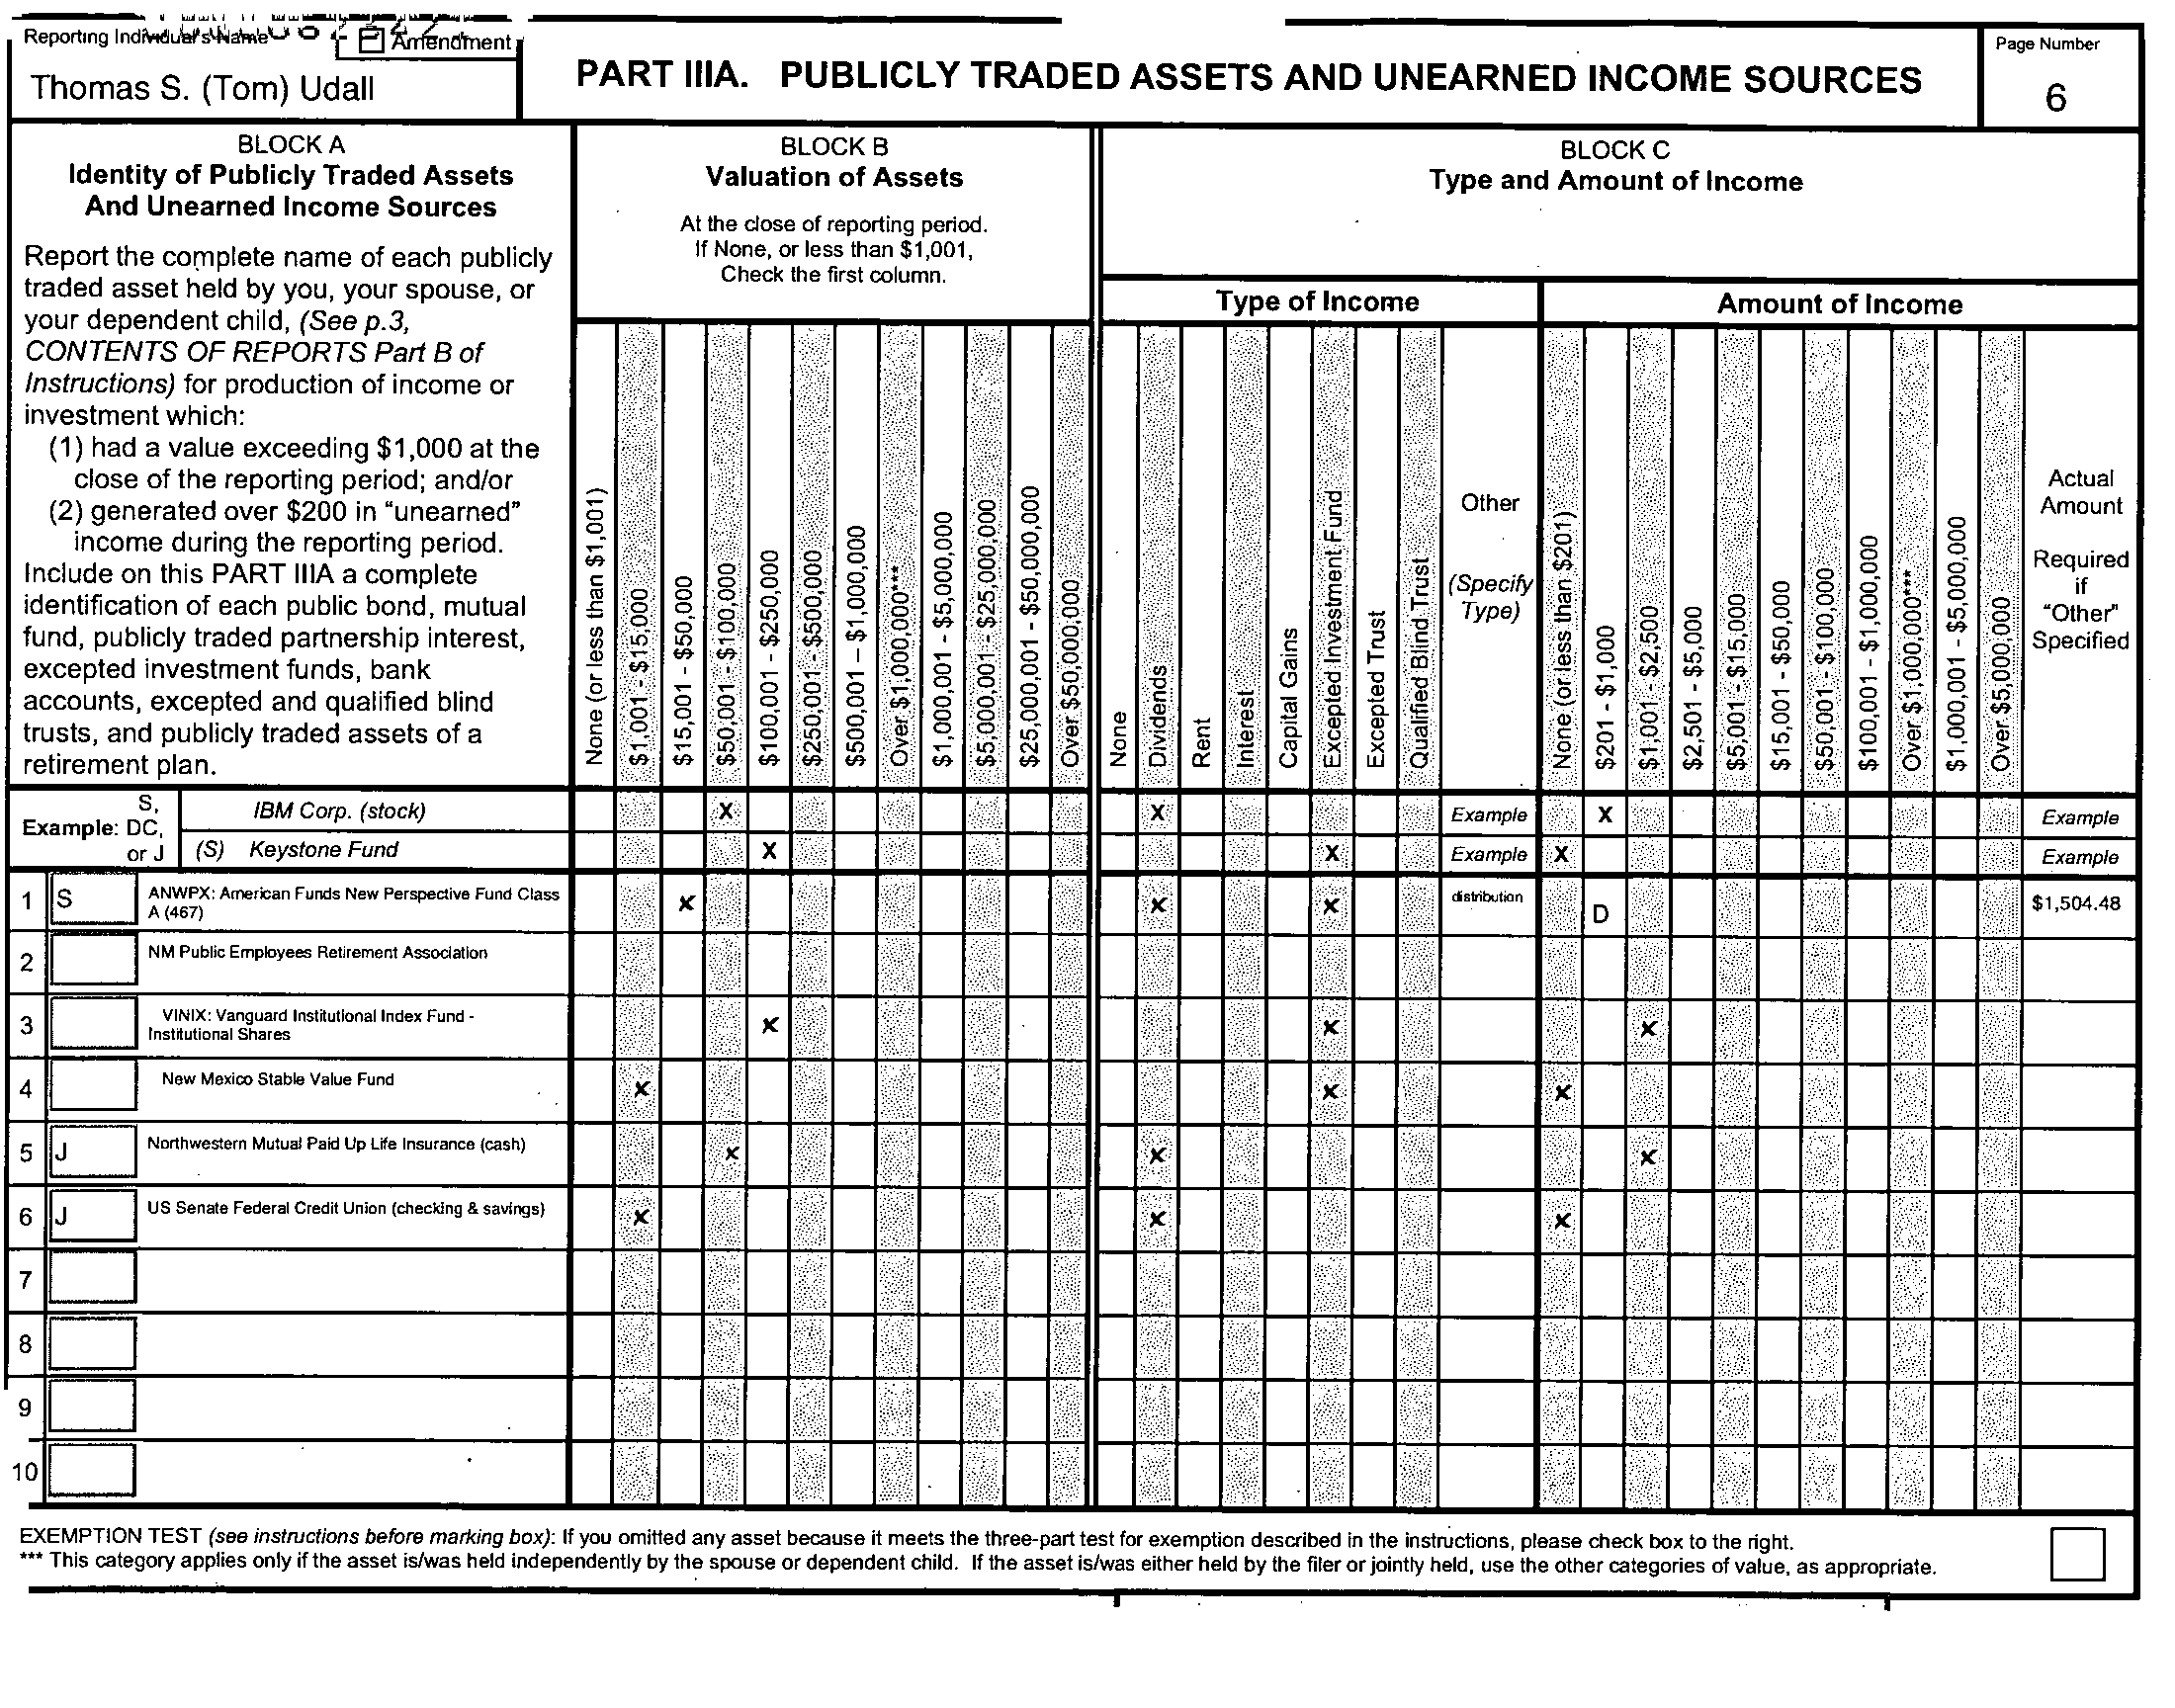 Reporting Individual's Name
Amendment
Thomas S. (Tom) Udall
PART IIIA. PUBLICLY TRADED ASSETS AND UNEARNED INCOME SOURCES
Page Number
6
BLOCK A
Identity of Publicly Traded Assets
And Unearned Income Sources
Report the complete name of each publicly
traded asset held by you, your spouse, or
your dependent child, (See p.3,
CONTENTS OF REPORTS Part B of
Instructions) for production of income or
investment which:
(1) had a value exceeding $1,000 at the
close of the reporting period; and/or
(2) generated over $200 in “unearned”
income during the reporting period.
Include on this PART IIIA a complete
identification of each public bond, mutual
fund, publicly traded partnership interest,
excepted investment funds, bank
accounts, excepted and qualified blind
trusts, and publicly traded assets of a
retirement plan.
BLOCK B
Valuation of Assets
At the close of reporting period.
If None, or less than $1,001,
Check the first column.
None (or less than $1,001)
$1,001 - $15,000
$15,001 - $50,000
$50,001 - $100,000
$100,001 - $250,000
$250,001 - $500,000
$500,001 – $1,000,000
Over $1,000,000***
$1,000,001 - $5,000,000
$5,000,001 - $25,000,000
$25,000,001 - $50,000,000
Over $50,000,000
BLOCK C
Type and Amount of Income
Type of Income
None
Dividends
Rent
Interest
Capital Gains
Excepted Investment Fund
Excepted Trust
Qualified Blind Trust
Other
(Specify
Type)
Amount of Income
None (or less than $201)
$201 - $1,000
$1,001 - $2,500
$2,501 - $5,000
$5,001 - $15,000
$15,001 - $50,000
$50,001 - $100,000
$100,001 - $1,000,000
Over $1,000,000***
$1,000,001 - $5,000,000
Over $5,000,000
Actual
Amount
Required
if
“Other”
Specified
Example: S,
DC,
or J
IBM Corp. (stock) X X Example X Example
(S) Keystone Fund X X Example X Example
1 S ANWPX: American Funds New Perspective Fund Class
A (467) x x x distribution D $1,504.48
2 NM Public Employees Retirement Association
3 VINIX: Vanguard Institutional Index Fund -
Institutional Shares x x x
4 New Mexico Stable Value Fund x x x
5 J Northwestern Mutual Paid Up Life Insurance (cash) x x x
6 J US Senate Federal Credit Union (checking & savings) x x x
7
8
9
10
EXEMPTION TEST (see instructions before marking box): If you omitted any asset because it meets the three-part test for exemption described in the instructions, please check box to the right.
*** This category applies only if the asset is/was held independently by the spouse or dependent child. If the asset is/was either held by the filer or jointly held, use the other categories of value, as appropriate.